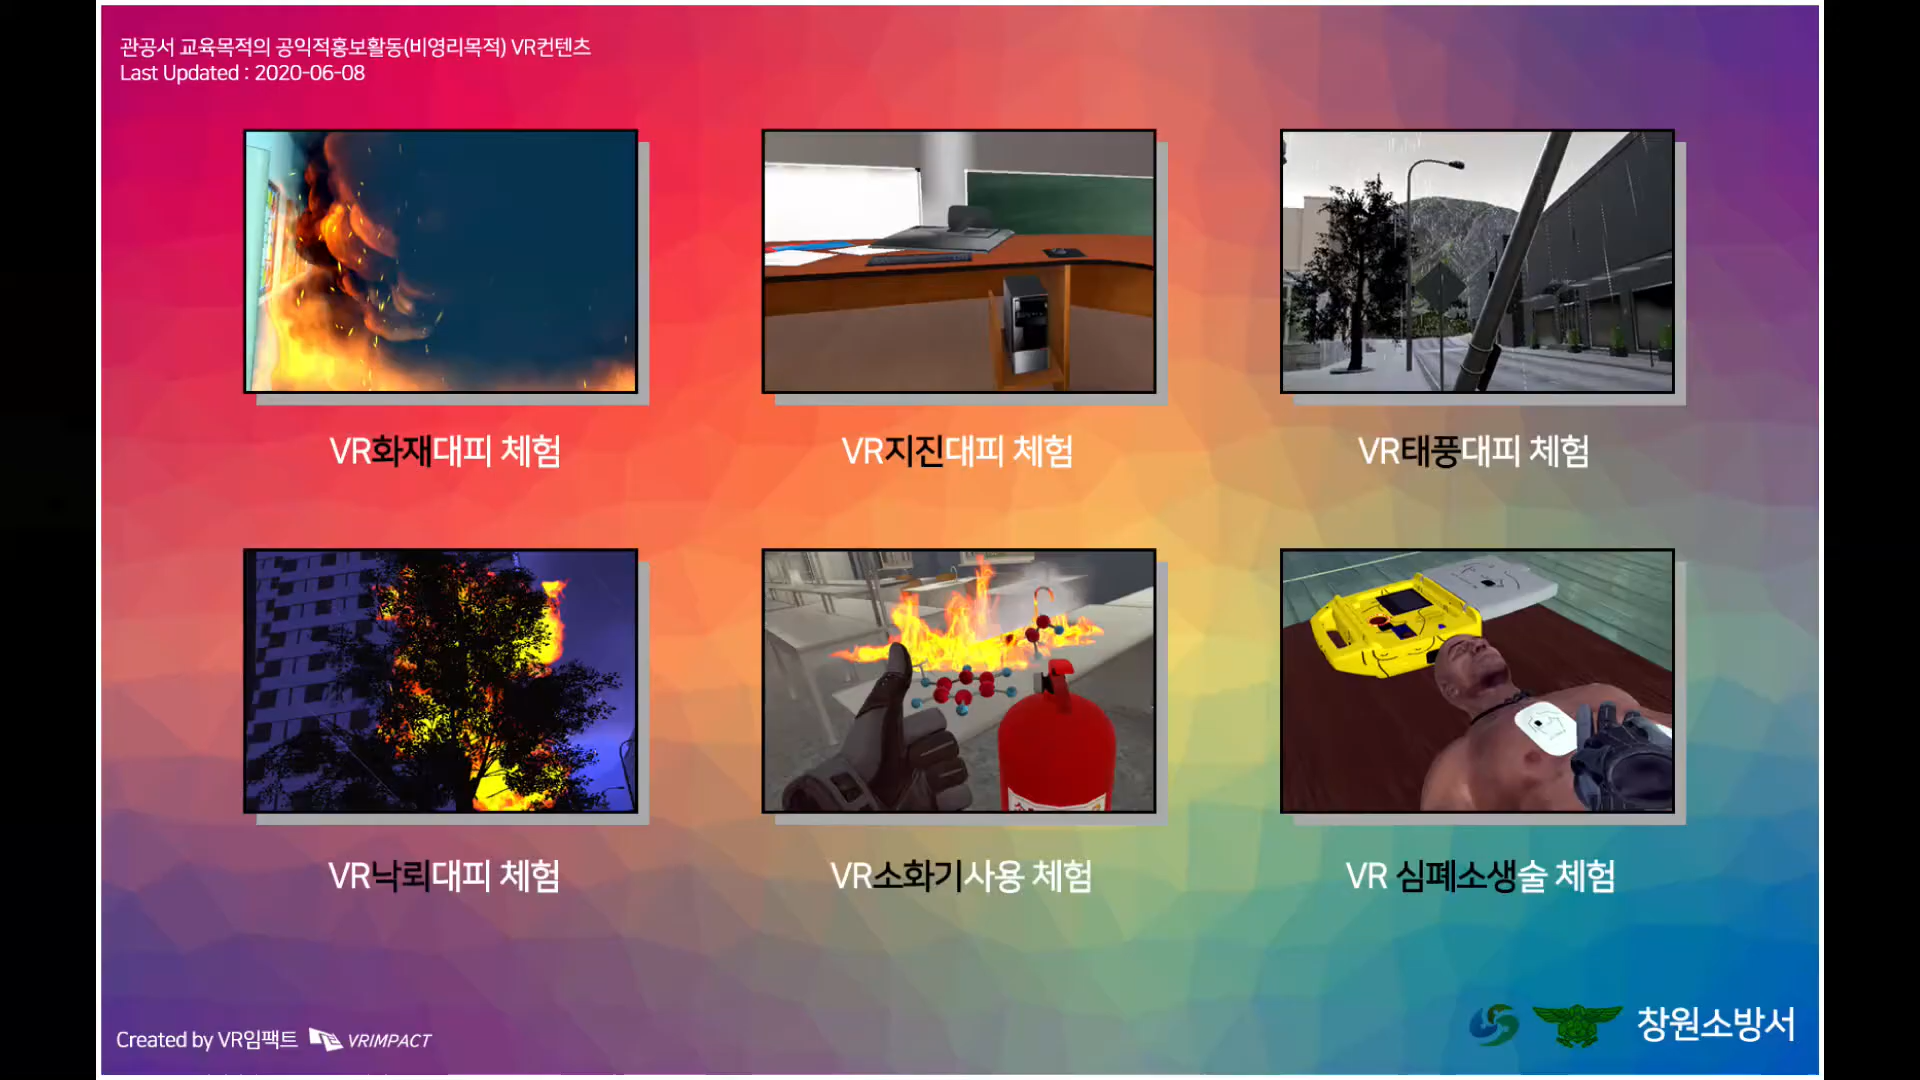 관공서 교육목적의 공익적홍보활동(비영리목적) VR컨텐츠
Last Updated : 2020-06-08
VR화재대피 체험
VR지진대피 체험
VR태풍대피 체험
VR낙뢰대피 체험
VR소화기사용 체험
VR 심폐소생술 체험
Created by VR임팩트 VRIMPACT
창원소방서